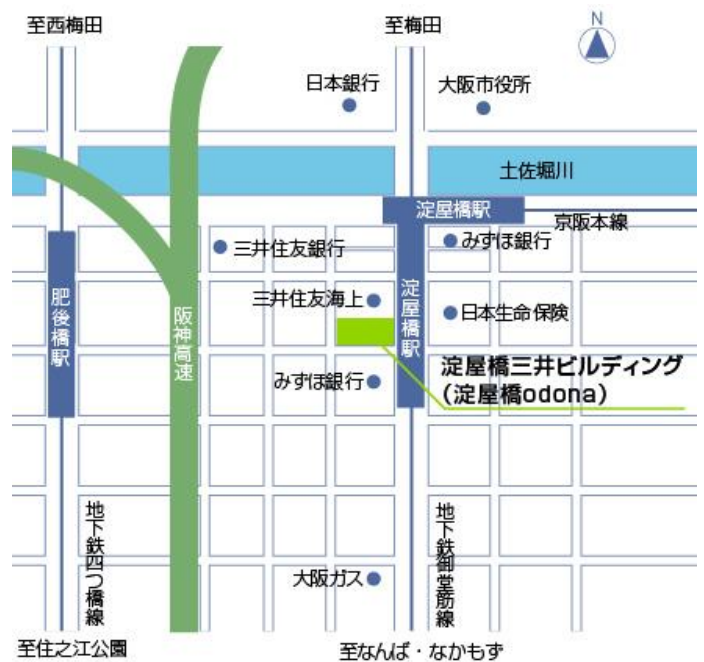 至西梅田
至梅田
N
日本銀行
大阪市役所
土佐堀川
淀屋橋駅
京阪本線
みずほ銀行
三井住友銀行
肥後橋駅
阪神高速
三井住友海上
淀屋橋駅
日本生命保険
淀屋橋三井ビルディング
(淀屋橋odona)
みずほ銀行
地下鉄四つ橋線
地下鉄御堂筋線
大阪ガス
至住之江公園
至なんば・なかもず